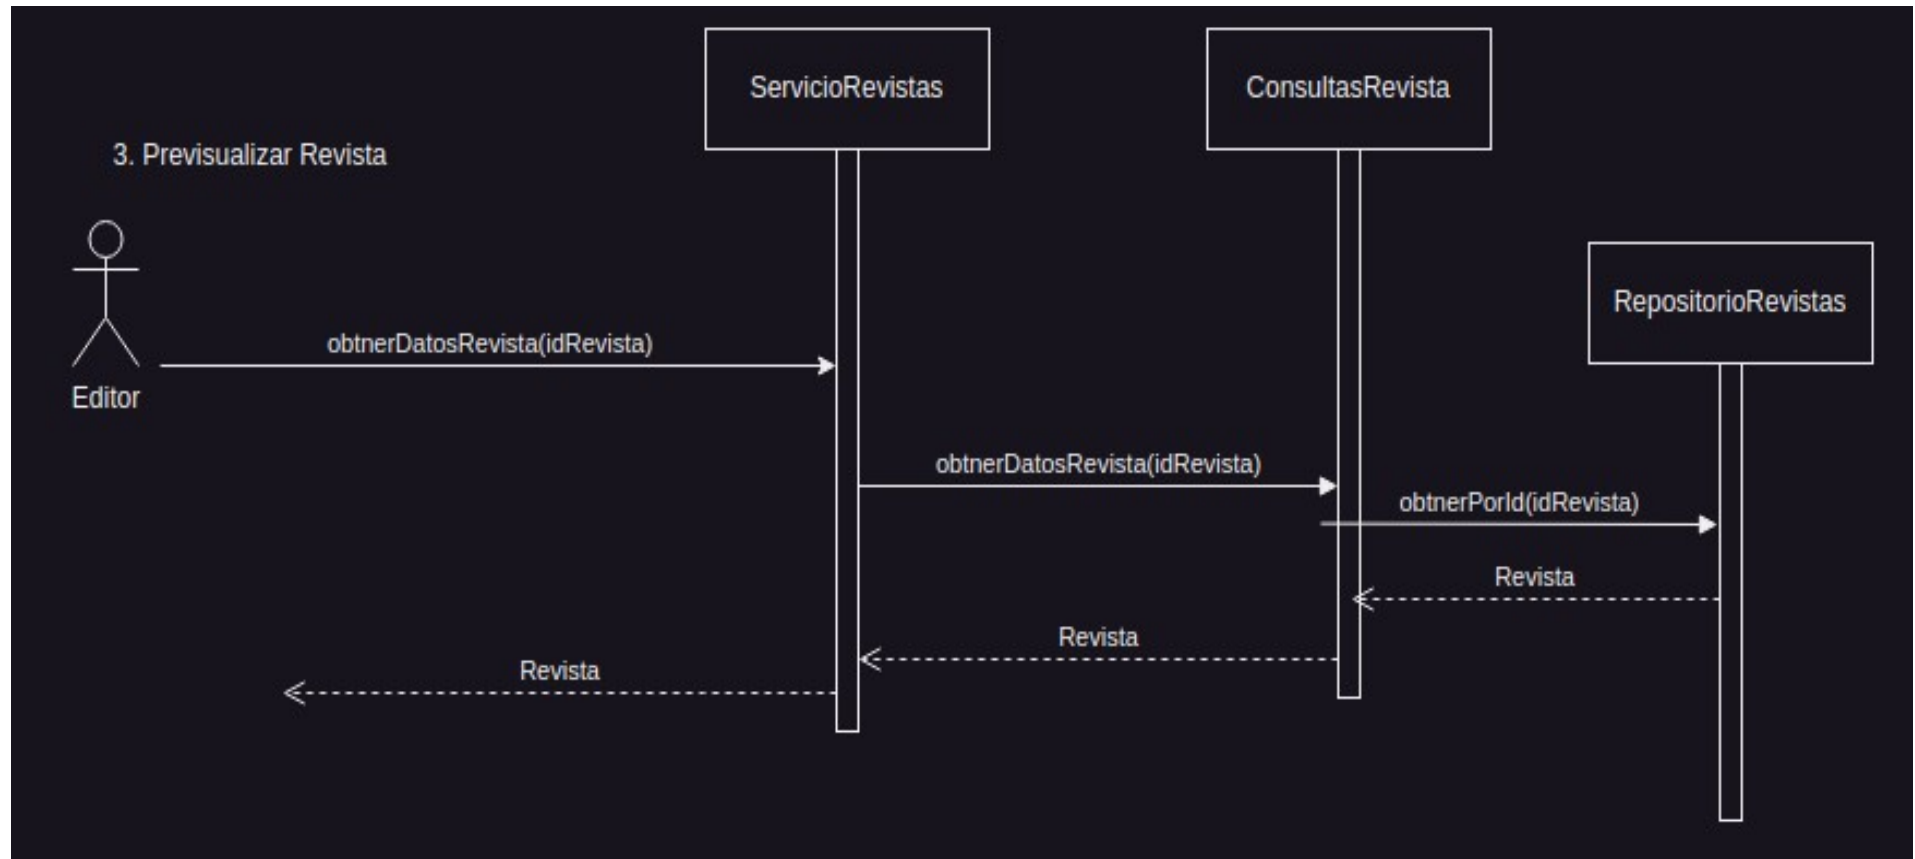 ServicioRevistas
ConsultasRevista
3. Previsualizar Revista
RepositorioRevistas
obtnerDatosRevista(idRevista)
Editor
obtnerDatosRevista(idRevista)
obtnerPorId(idRevista)
Revista
Revista
Revista